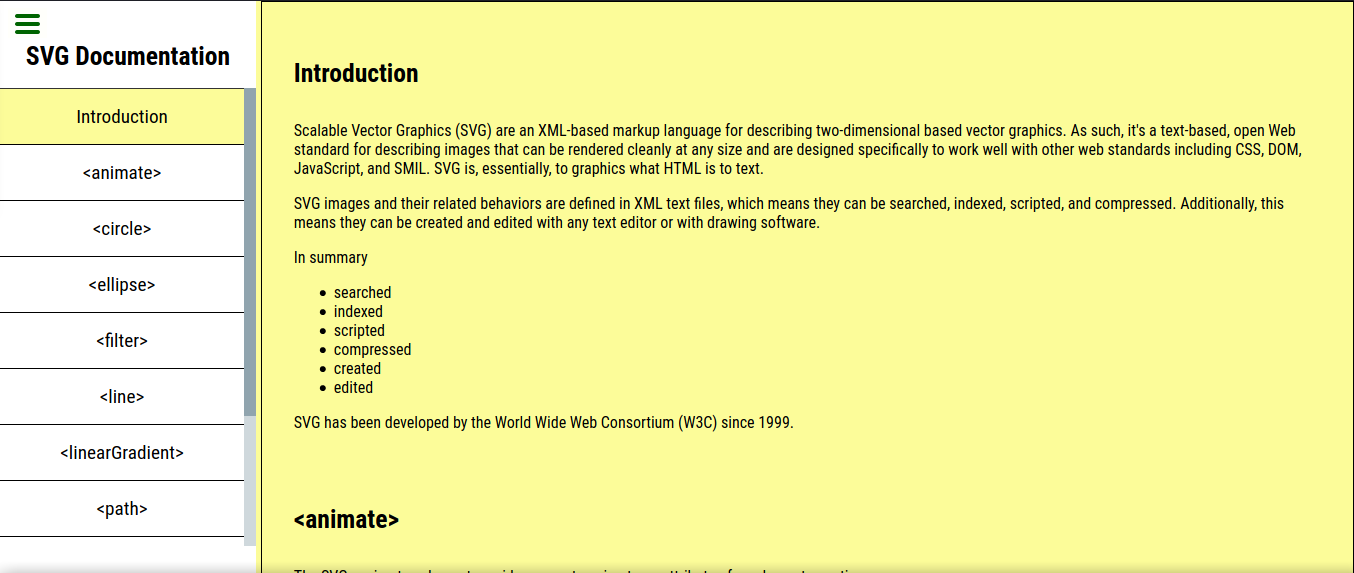 SVG Documentation
Introduction
<animate>
<circle>
<ellipse>
<filter>
<line>
<linearGradient>
<path>
Introduction
Scalable Vector Graphics (SVG) are an XML-based markup language for describing two-dimensional based vector graphics. As such, it's a text-based, open Web
standard for describing images that can be rendered cleanly at any size and are designed specifically to work well with other web standards including CSS, DOM,
JavaScript, and SMIL. SVG is, essentially, to graphics what HTML is to text.
SVG images and their related behaviors are defined in XML text files, which means they can be searched, indexed, scripted, and compressed. Additionally, this
means they can be created and edited with any text editor or with drawing software.
In summary
searched
indexed
scripted
compressed
created
edited
SVG has been developed by the World Wide Web Consortium (W3C) since 1999.
<animate>